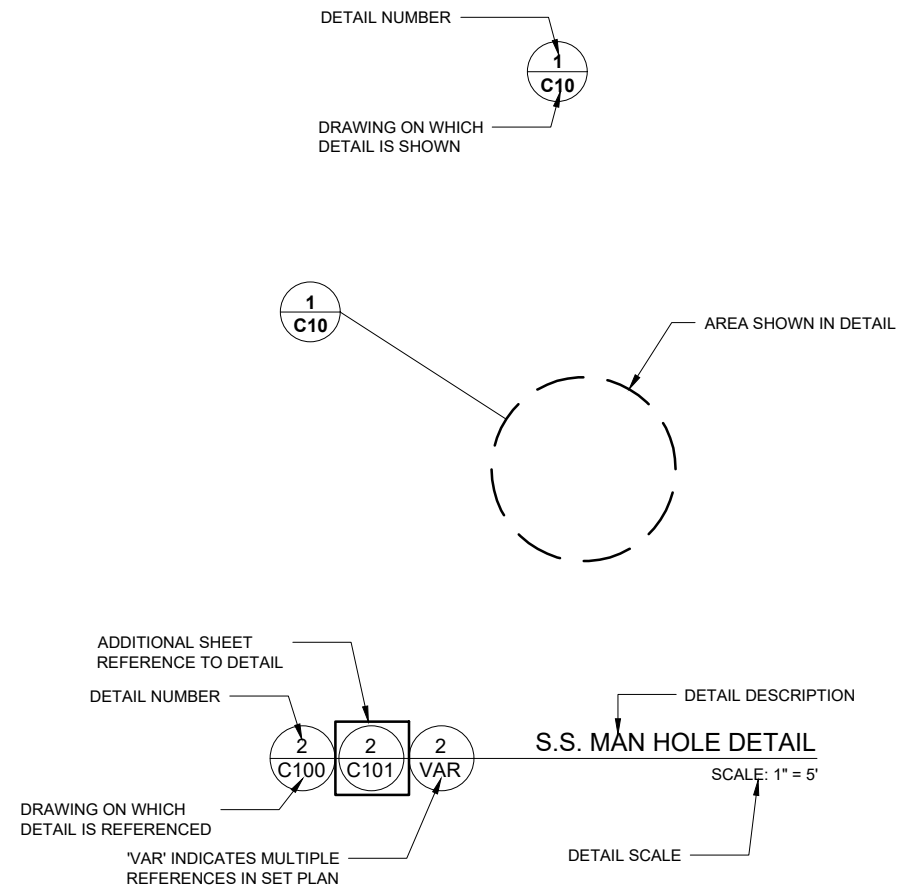 DETAIL NUMBER
1
C10
DRAWING ON WHICH
DETAIL IS SHOWN
1
C10
AREA SHOWN IN DETAIL
ADDITIONAL SHEET
REFERENCE TO DETAIL
DETAIL NUMBER
DETAIL DESCRIPTION
2
C100
2
C101
2
VAR
S.S. MAN HOLE DETAIL
SCALE: 1" = 5'
DRAWING ON WHICH
DETAIL IS REFERENCED
'VAR' INDICATES MULTIPLE
REFERENCES IN SET PLAN
DETAIL SCALE